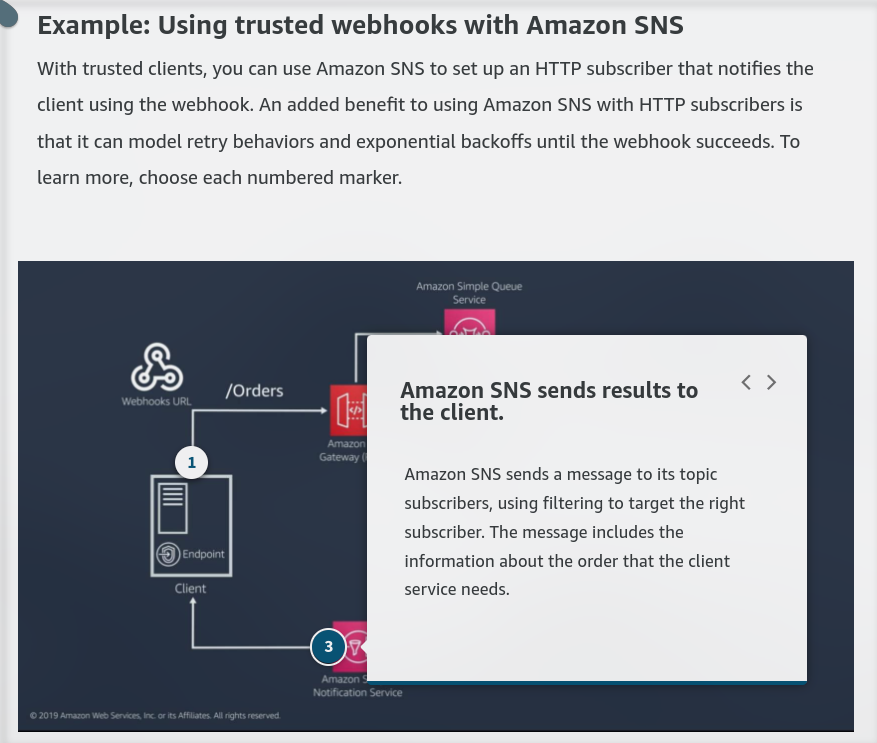 Example: Using trusted webhooks with Amazon SNS
With trusted clients, you can use Amazon SNS to set up an HTTP subscriber that notifies the
client using the webhook. An added benefit to using Amazon SNS with HTTP subscribers is
that it can model retry behaviors and exponential backoffs until the webhook succeeds. To
learn more, choose each numbered marker.
Amazon Simple Queue
Service
Webhooks URL
/Orders
Amazon
Gateway
1
Endpoint
Client
Amazon SNS sends results to
the client.
Amazon SNS sends a message to its topic
subscribers, using filtering to target the right
subscriber. The message includes the
information about the order that the client
service needs.
3
Amazon
Notification Service
© 2019 Amazon Web Services, Inc. or its Affiliates. All rights reserved.